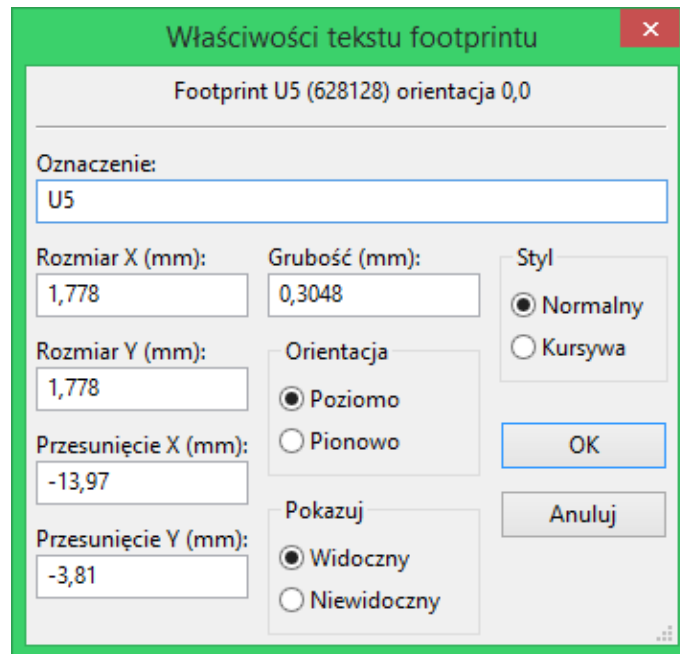 Właściwości tekstu footprintu
Footprint U5 (628128) orientacja 0,0
Oznaczenie:
U5
Rozmiar X (mm):
1,778
Rozmiar Y (mm):
1,778
Przesunięcie X (mm):
-13,97
Przesunięcie Y (mm):
-3,81
Grubość (mm):
0,3048
Orientacja
Poziomo
Pionowo
Pokazuj
Widoczny
Niewidoczny
Styl
Normalny
Kursywa
OK
Anuluj